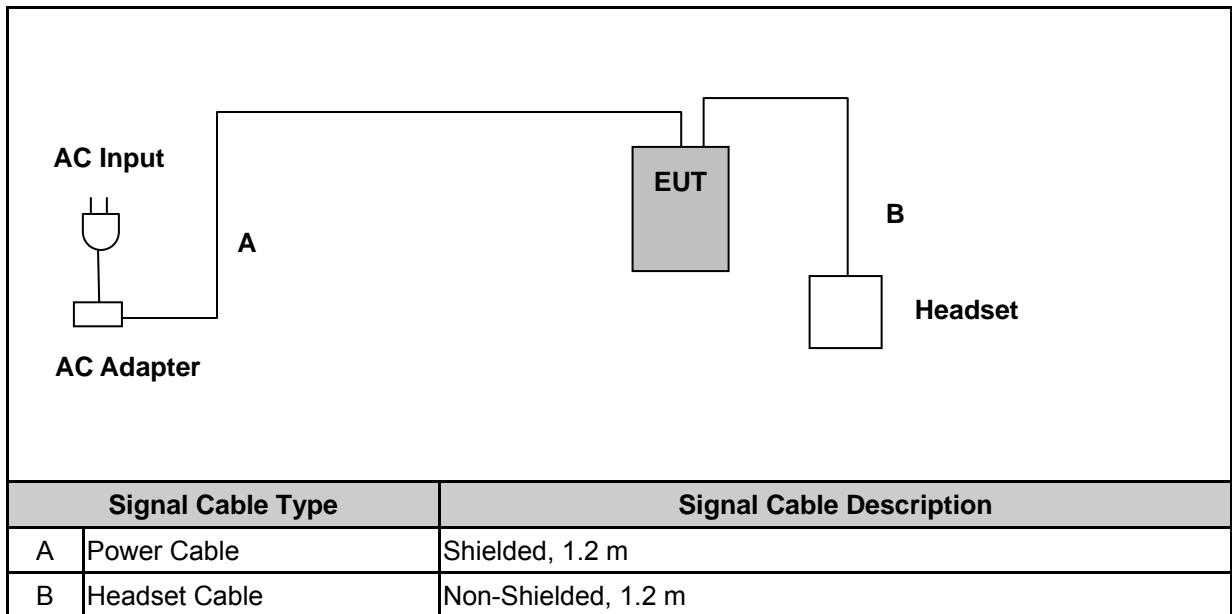 AC Input
EUT
B
A
Headset
AC Adapter
Signal Cable Type Signal Cable Description
A Power Cable Shielded, 1.2 m
B Headset Cable Non-Shielded, 1.2 m